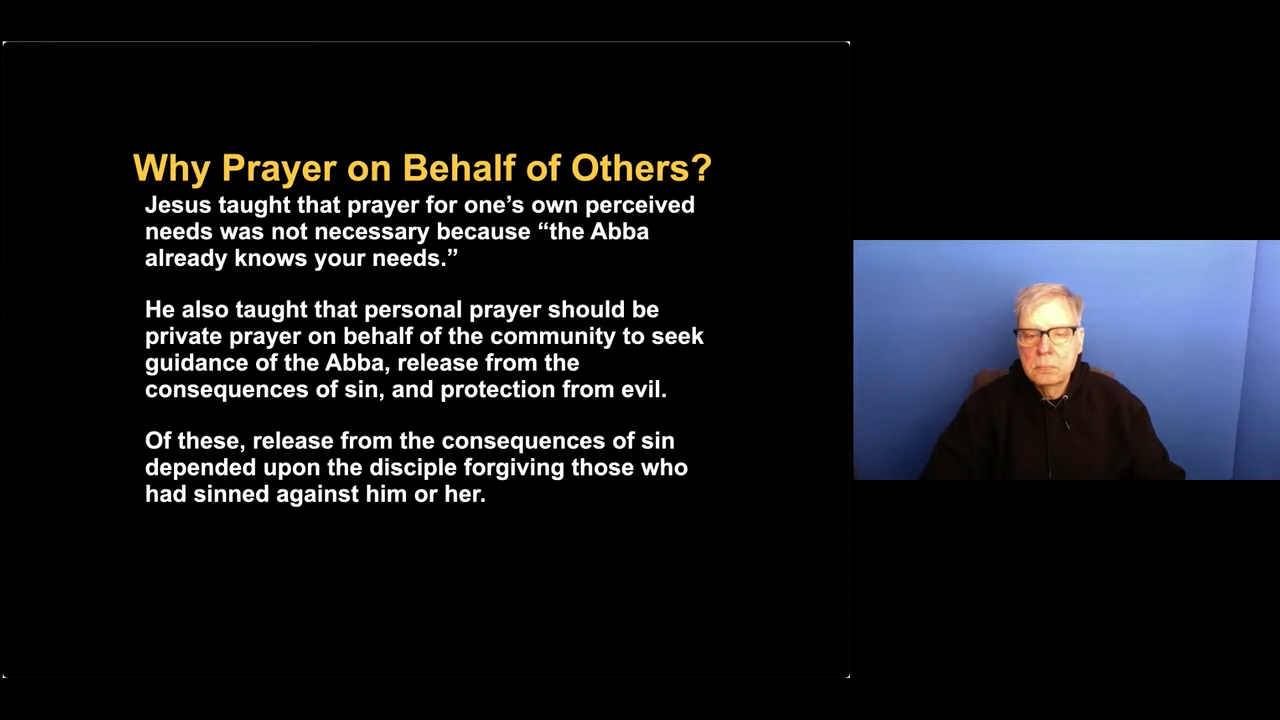 Why Prayer on Behalf of Others?
Jesus taught that prayer for one’s own perceived
needs was not necessary because “the Abba
already knows your needs.”
He also taught that personal prayer should be
private prayer on behalf of the community to seek
guidance of the Abba, release from the
consequences of sin, and protection from evil.
Of these, release from the consequences of sin
depended upon the disciple forgiving those who
had sinned against him or her.